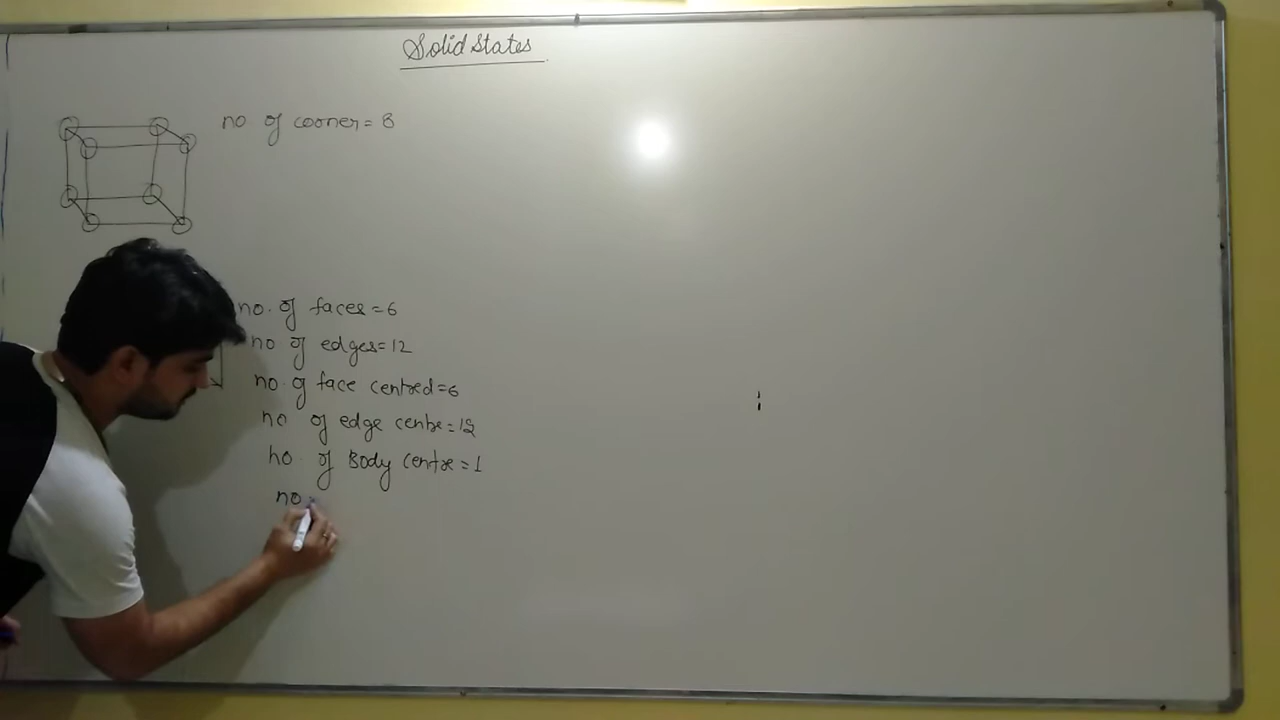 Solid States
no of corner = 8
no. of faces = 6
no of edges = 12
no. of face centred = 6
no of edge centre = 12
no. of Body centre = 1
no